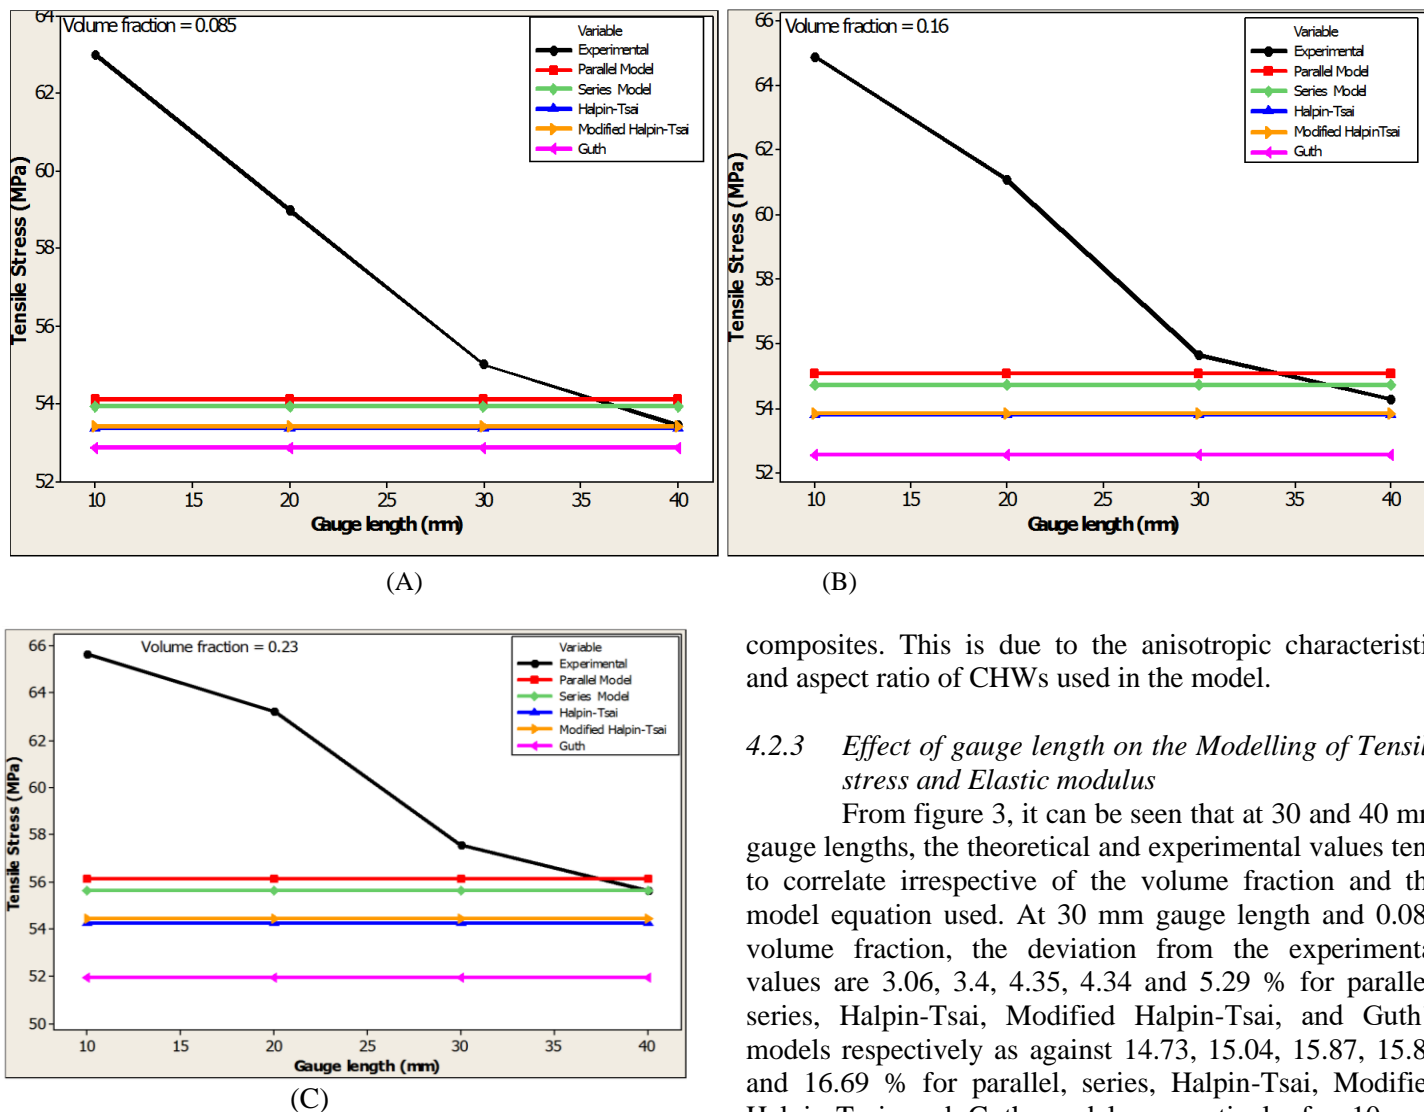 Volume fraction = 0.085
Variable
Experimental
Parallel Model
Series Model
Halpin-Tsai
Modified Halpin-Tsai
Guth
64
62
60
58
56
54
52
Tensile Stress (MPa)
10 15 20 25 30 35 40
Gauge length (mm)
(A)
Volume fraction = 0.16
Variable
Experimental
Parallel Model
Series Model
Halpin-Tsai
Modified HalpinTsai
Guth
66
64
62
60
58
56
54
52
Tensile Stress (MPa)
10 15 20 25 30 35 40
Gauge length (mm)
(B)
Volume fraction = 0.23
Variable
Experimental
Parallel Model
Series Model
Halpin-Tsai
Modified Halpin-Tsai
Guth
66
64
62
60
58
56
54
52
50
Tensile Stress (MPa)
10 15 20 25 30 35 40
Gauge length (mm)
(C)
composites. This is due to the anisotropic characteristi
and aspect ratio of CHWs used in the model.
4.2.3 Effect of gauge length on the Modelling of Tensil
stress and Elastic modulus
From figure 3, it can be seen that at 30 and 40 m
gauge lengths, the theoretical and experimental values ten
to correlate irrespective of the volume fraction and th
model equation used. At 30 mm gauge length and 0.08
volume fraction, the deviation from the experimenta
values are 3.06, 3.4, 4.35, 4.34 and 5.29 % for paralle
series, Halpin-Tsai, Modified Halpin-Tsai, and Guth'
models respectively as against 14.73, 15.04, 15.87, 15.8
and 16.69 % for parallel, series, Halpin-Tsai, Modifie